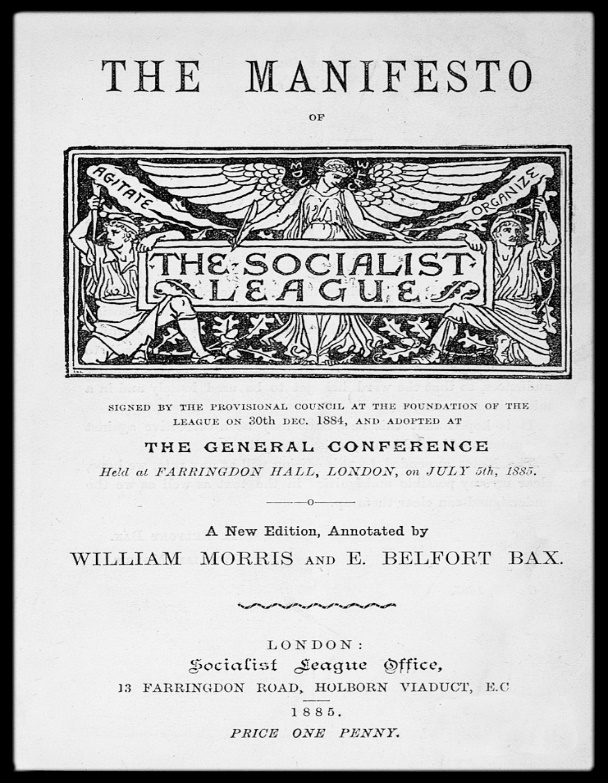 THE MANIFESTO
OF
AGITATE
EDUCATE
ORGANIZE
THE SOCIALIST
LEAGUE
SIGNED BY THE PROVISIONAL COUNCIL AT THE FOUNDATION OF THE
LEAGUE ON 30th DEC. 1884, AND ADOPTED AT
THE GENERAL CONFERENCE
Held at FARRINGDON HALL, LONDON, on JULY 5th, 1885.
A New Edition, Annotated by
WILLIAM MORRIS AND E. BELFORT BAX.
LONDON:
Socialist League Office,
13 FARRINGDON ROAD, HOLBORN VIADUCT, E.C
1885.
PRICE ONE PENNY.